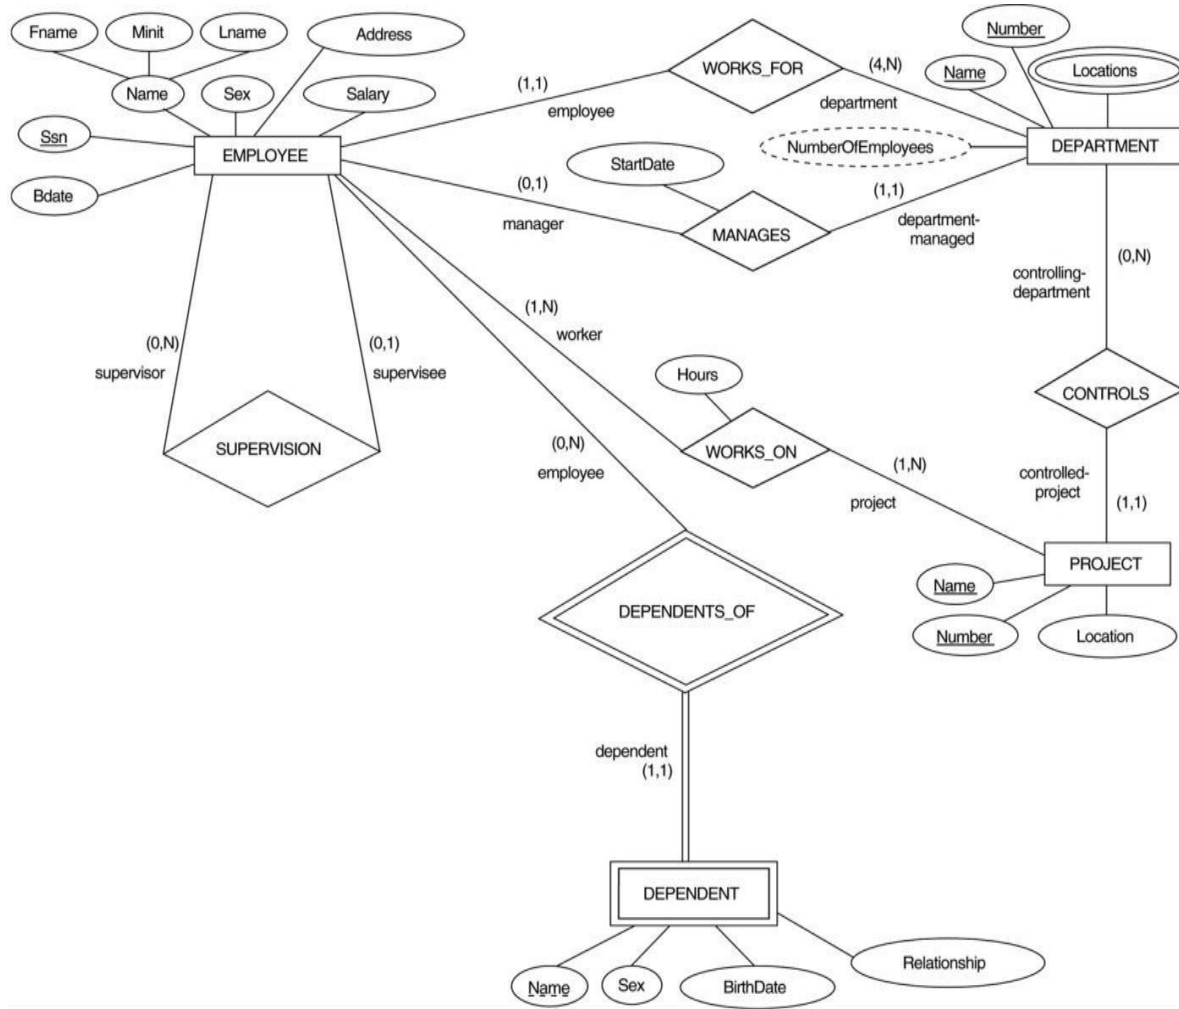 Fname
Minit
Lname
Address
Name
Sex
Salary
Ssn
Bdate
EMPLOYEE
(1,1)
employee
WORKS_FOR
(4,N)
department
Number
Name
Locations
NumberOfEmployees
DEPARTMENT
StartDate
(0,1)
manager
MANAGES
(1,1)
department-
managed
(0,N)
controlling-
department
CONTROLS
controlled-
project
(1,1)
(0,N)
supervisor
(0,1)
supervisee
SUPERVISION
(1,N)
worker
Hours
WORKS_ON
(1,N)
project
PROJECT
Name
Number
Location
(0,N)
employee
DEPENDENTS_OF
dependent
(1,1)
DEPENDENT
Name
Sex
BirthDate
Relationship